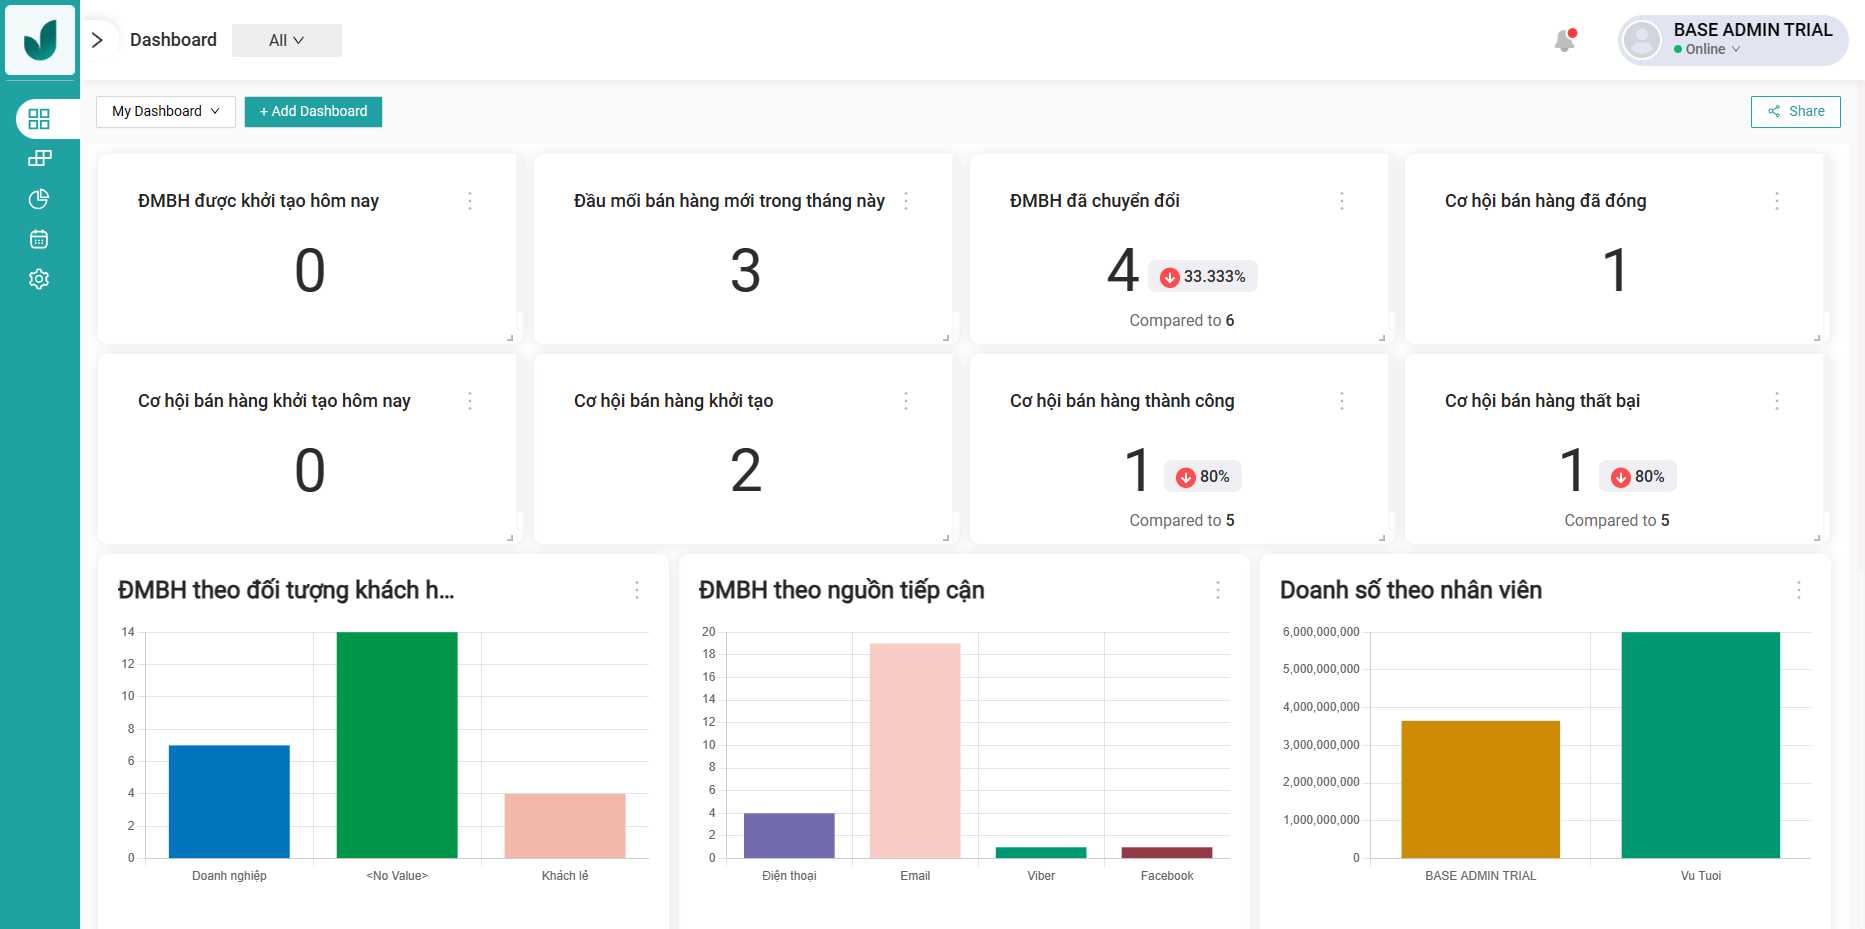 Dashboard
All
BASE ADMIN TRIAL
Online
My Dashboard
+ Add Dashboard
Share
ĐMBH được khởi tạo hôm nay
0
Đầu mối bán hàng mới trong tháng này
3
ĐMBH đã chuyển đổi
4 33.333%
Compared to 6
Cơ hội bán hàng đã đóng
1
Cơ hội bán hàng khởi tạo hôm nay
0
Cơ hội bán hàng khởi tạo
2
Cơ hội bán hàng thành công
1 80%
Compared to 5
Cơ hội bán hàng thất bại
1 80%
Compared to 5
ĐMBH theo đối tượng khách h...
14
12
10
8
6
4
2
0
Doanh nghiệp
<No Value>
Khách lẻ
ĐMBH theo nguồn tiếp cận
20
18
16
14
12
10
8
6
4
2
0
Điện thoại
Email
Viber
Facebook
Doanh số theo nhân viên
6,000,000,000
5,000,000,000
4,000,000,000
3,000,000,000
2,000,000,000
1,000,000,000
0
BASE ADMIN TRIAL
Vu Tuoi